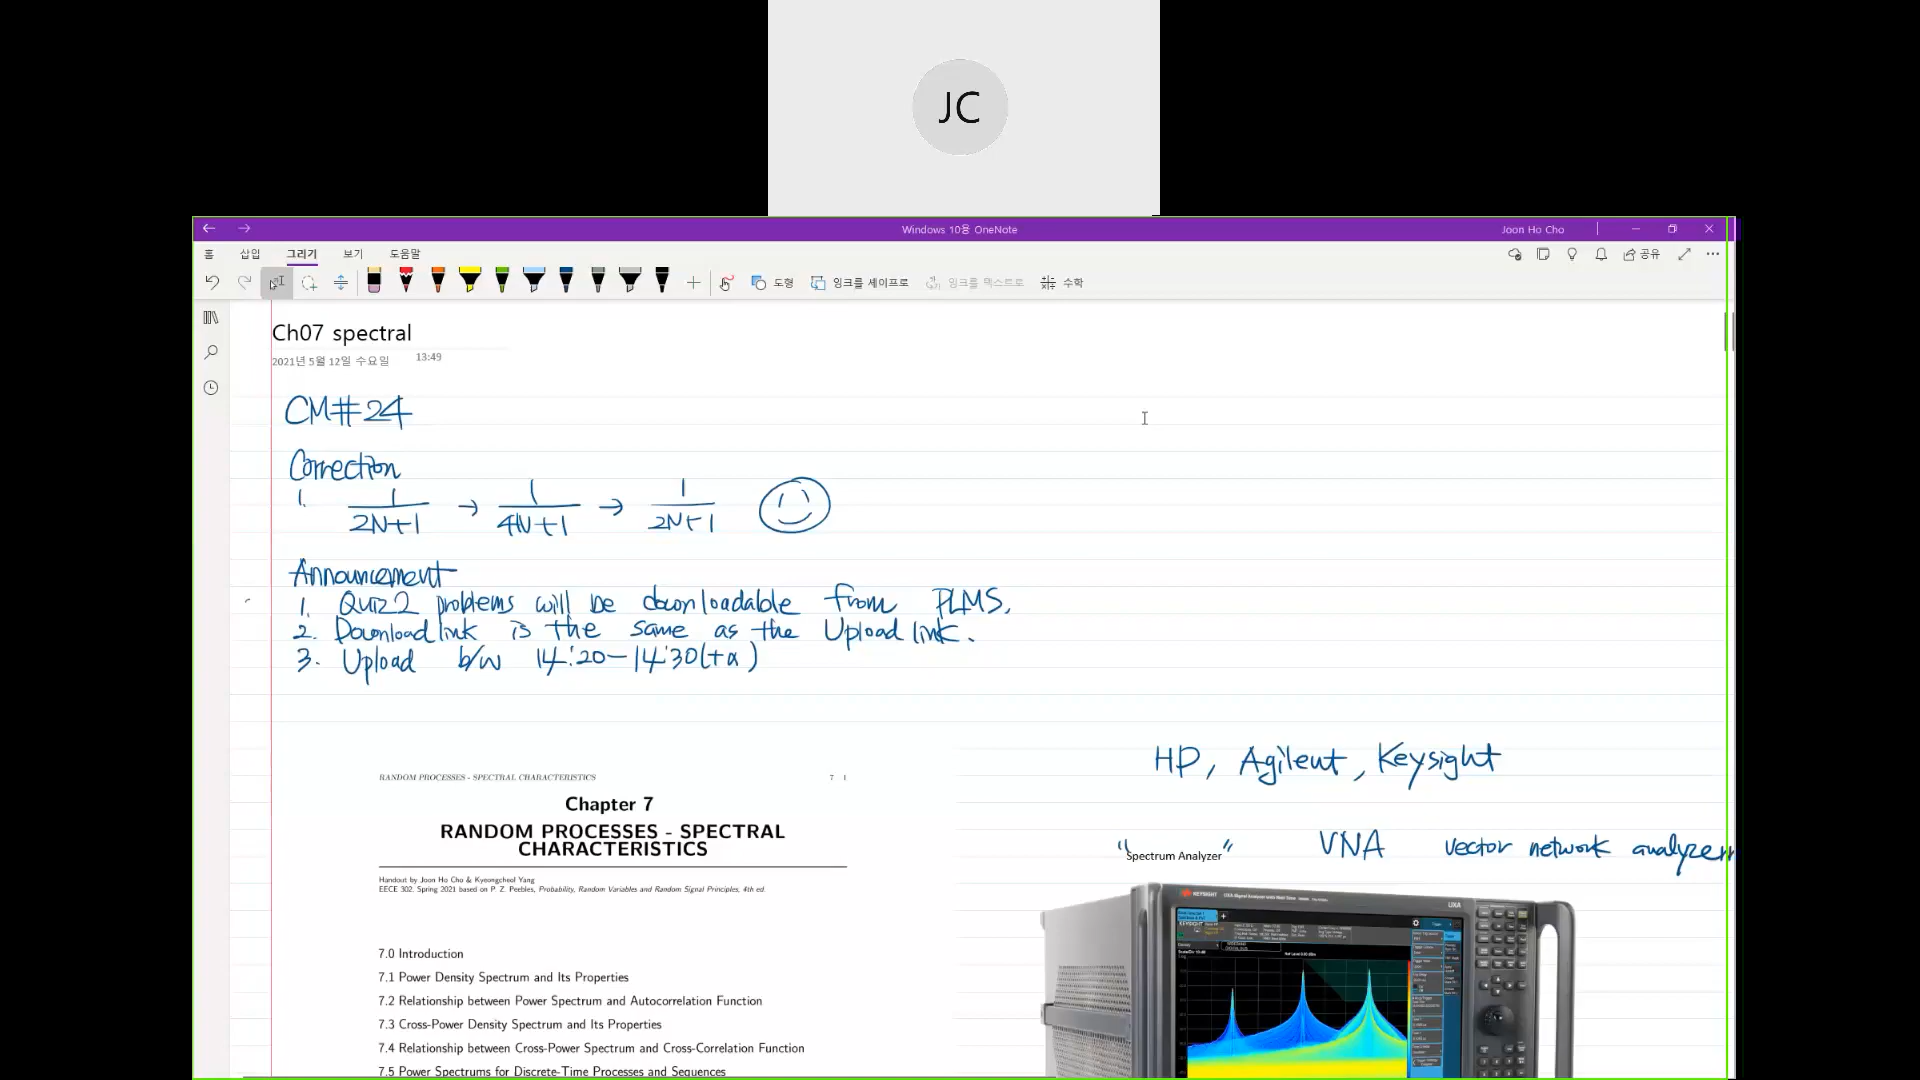 JC
Windows 10용 OneNote
Joon Ho Cho
홈 삽입 그리기 보기 도움말
공유
도형 잉크를 셰이프로 잉크를 텍스트로 수학
Ch07 spectral
2021년 5월 12일 수요일 13:49
CM#24
Correction
1. 1/2N+1 → 1/4N+1 → 1/2N+1
Announcement
1. Quiz 2 problems will be downloadable from PLMS.
2. Download link is the same as the Upload link.
3. Upload b/w 14:20-14:30(+α)
HP, Agilent, Keysight
"Spectrum Analyzer" VNA vector network analyzer
RANDOM PROCESSES - SPECTRAL CHARACTERISTICS 7 1
Chapter 7
RANDOM PROCESSES - SPECTRAL
CHARACTERISTICS
Handout by Joon Ho Cho & Kyeongcheol Yang
EECE 302. Spring 2021 based on P. Z. Peebles, Probability, Random Variables and Random Signal Principles, 4th ed.
7.0 Introduction
7.1 Power Density Spectrum and Its Properties
7.2 Relationship between Power Spectrum and Autocorrelation Function
7.3 Cross-Power Density Spectrum and Its Properties
7.4 Relationship between Cross-Power Spectrum and Cross-Correlation Function
7.5 Power Spectrums for Discrete-Time Processes and Sequences
KEYSIGHT
UXA